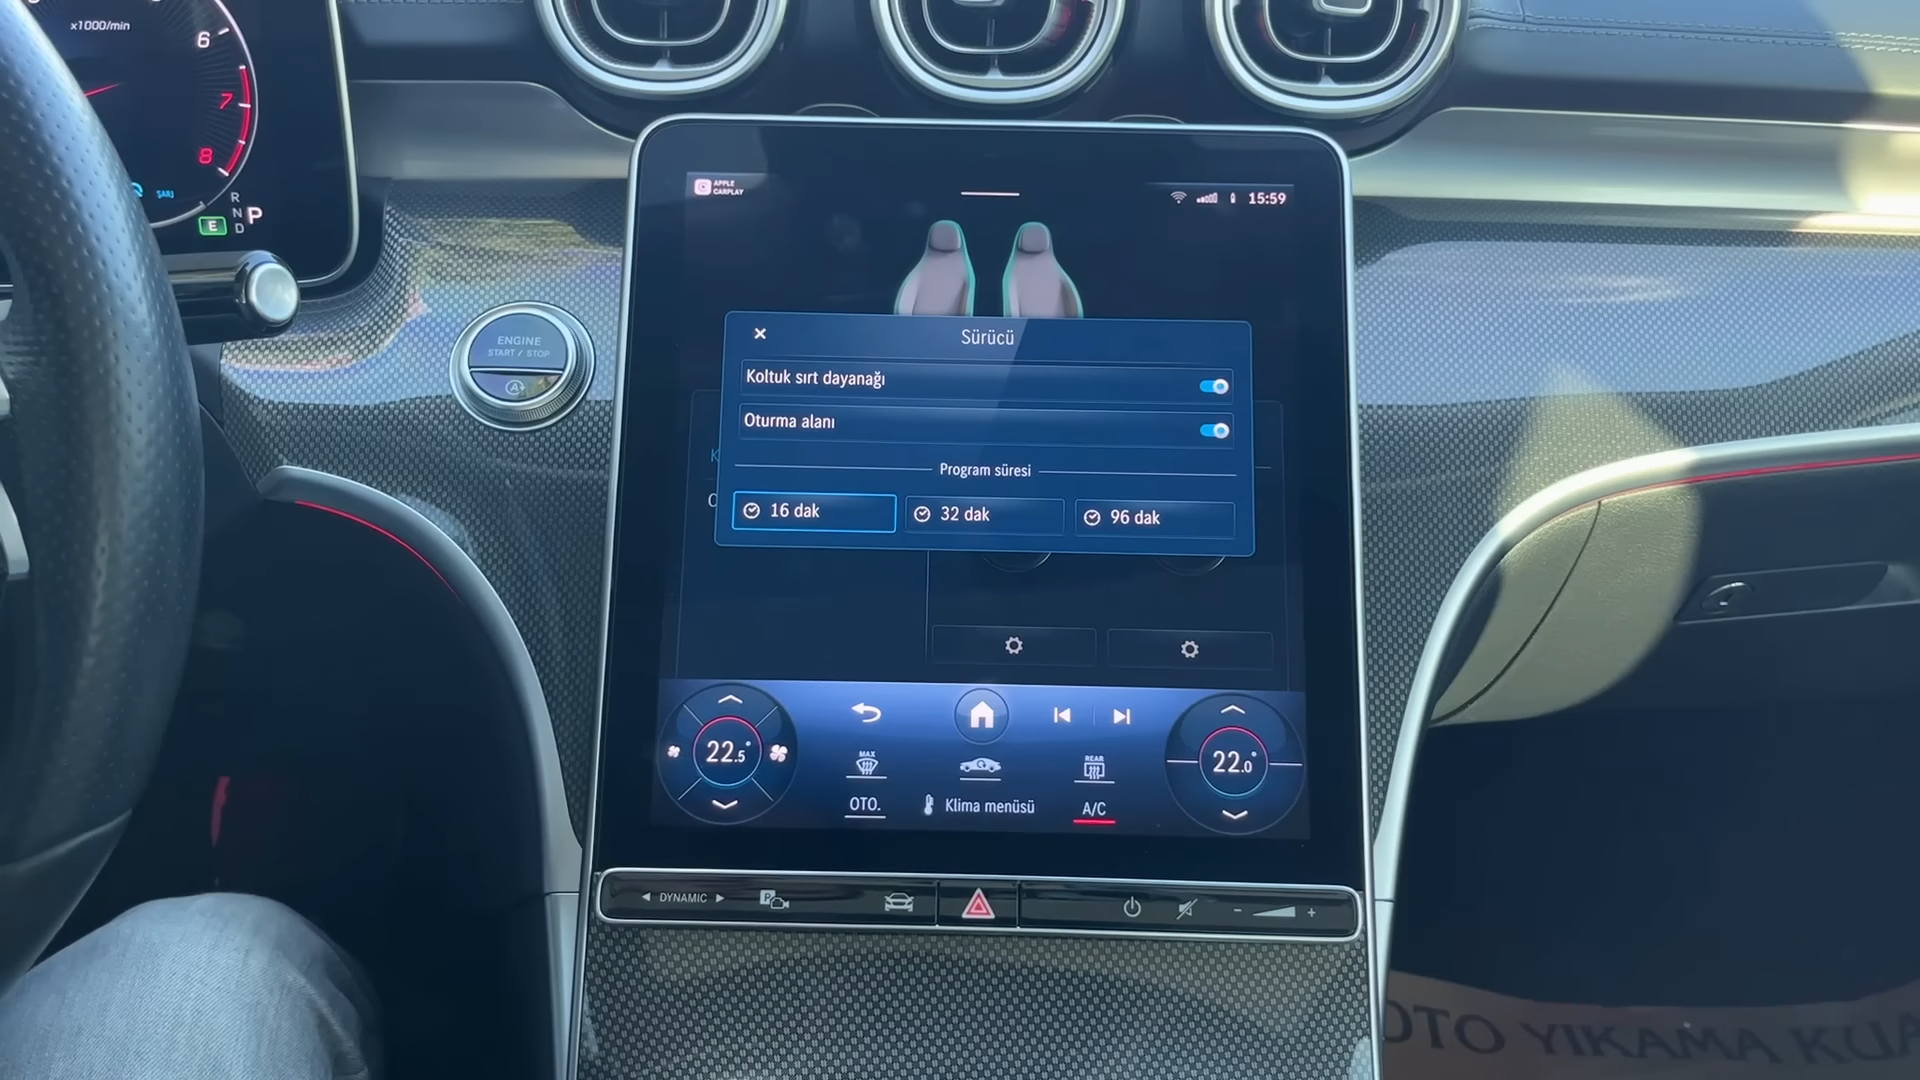 x1000/min
6
7
8
ŞARJ
R
N
D
P
E
ENGINE
START / STOP
A
APPLE
CARPLAY
15:59
Sürücü
Koltuk sırt dayanağı
Oturma alanı
Program süresi
16 dak
32 dak
96 dak
22.5°
MAX
REAR
22.0°
OTO.
Klima menüsü
A/C
DYNAMIC
P
- +
OTO YIKAMA